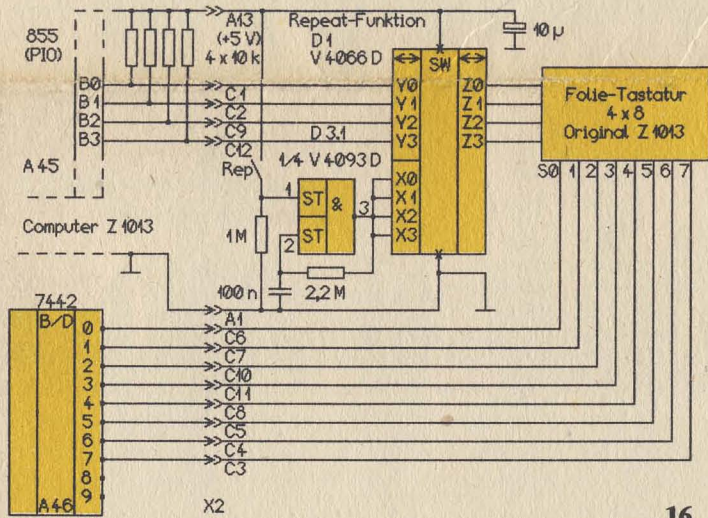 855
(PIO)
A13
(+5 V)
4 x 10 k
Repeat-Funktion
D 1
V 4066 D
10 µ
SW
B0
B1
B2
B3
C1
C2
C9
C12
Rep
Y0
Y1
Y2
Y3
Z0
Z1
Z2
Z3
Folie-Tastatur
4 x 8
Original Z 1013
S0 1 2 3 4 5 6 7
A 45
D 3.1
1/4 V 4093 D
1
ST
&
2
ST
3
X0
X1
X2
X3
Computer Z 1013
1 M
100 n
2,2 M
7442
B/D
0
1
2
3
4
5
6
7
8
9
A46
A1
C6
C7
C10
C11
C8
C5
C4
C3
X2
16